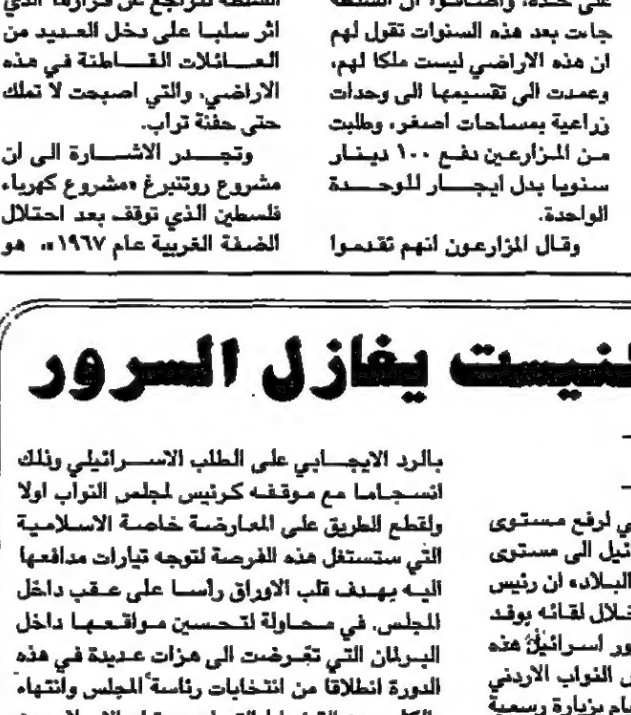 على حدة، واضافوا ان السلطة
جاءت بعد هذه السنوات تقول لهم
ان هذه الاراضي ليست ملكا لهم،
وعمدت الى تقسيمها الى وحدات
زراعية بمساحات اصغر، وطلبت
من المزارعين دفع ١٠٠ دينار
سنويا بدل ايجار للوحدة
الواحدة.
وقال المزارعون انهم تقدموا
السلطة للتراجع عن قرارها الذي
اثر سلبا على دخل العديد من
العائلات القاطنة في هذه
الاراضي، والتي اصبحت لا تملك
حتى حفنة تراب.
وتجدر الاشارة الى ان
مشروع روتنبرغ «مشروع كهرباء
فلسطين الذي توقف بعد احتلال
الضفة الغربية عام ١٩٦٧» هو
نيست يغازل السرور
ي لرفع مستوى
ائيل الى مستوى
البلاد» ان رئيس
خلال لقائه بوفد
ور اسرائيل هذه
س النواب الاردني
يام بزيارة رسمية
بالرد الايجابي على الطلب الاسرائيلي وذلك
انسجاما مع موقفه كرئيس لمجلس النواب اولا
ولقطع الطريق على المعارضة خاصة الاسلامية
التي ستستغل هذه الفرصة لتوجه تيارات مدافعها
اليه بهدف قلب الاوراق رأسا على عقب داخل
المجلس، في محاولة لتحسين مواقعها داخل
البرلمان التي تعرضت الى هزات عديدة في هذه
الدورة انطلاقا من انتخابات رئاسة المجلس وانتهاء